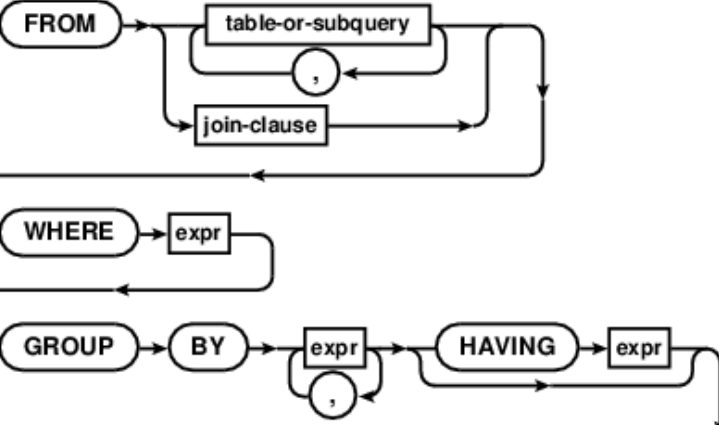 FROM table-or-subquery
,
join-clause
WHERE expr
GROUP BY expr HAVING expr
,